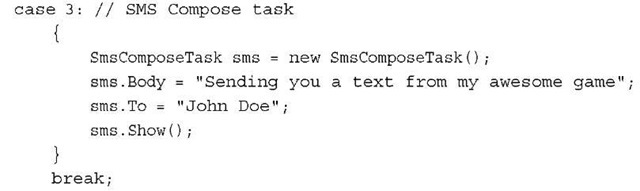 case 3: // SMS Compose task
{
SmsComposeTask sms = new SmsComposeTask();
sms.Body = "Sending you a text from my awesome game";
sms.To = "John Doe";
sms.Show();
}
break;